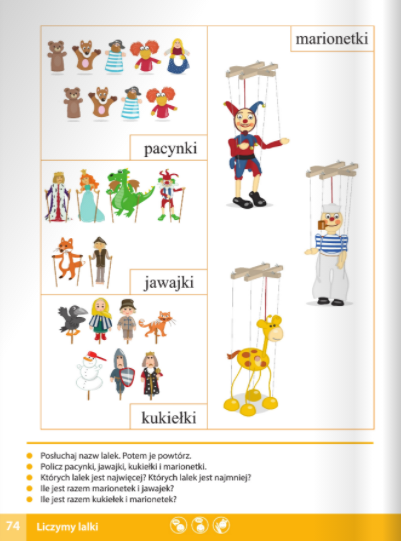 marionetki
pacynki
jawajki
kukiełki
Posłuchaj nazw lalek. Potem je powtórz.
Policz pacynki, jawajki, kukiełki i marionetki.
Których lalek jest najwięcej? Których lalek jest najmniej?
Ile jest razem marionetek i jawajek?
Ile jest razem kukiełek i marionetek?
74 Liczymy lalki